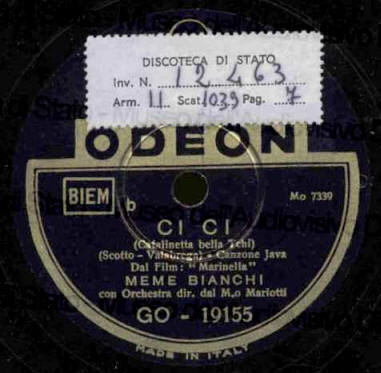 DISCOTECA DI STATO
Inv. N. 12463
Arm. 11 Scat. 1039 Pag. 7
ODEON
BIEM
b
Mo 7339
CI CI
(Catalinetta bella Tchi)
(Scotto - Valabrega) - Canzone Java
Dal Film: "Marinella"
MEME BIANCHI
con Orchestra dir. dal M.o Mariotti
GO - 19155
MADE IN ITALY